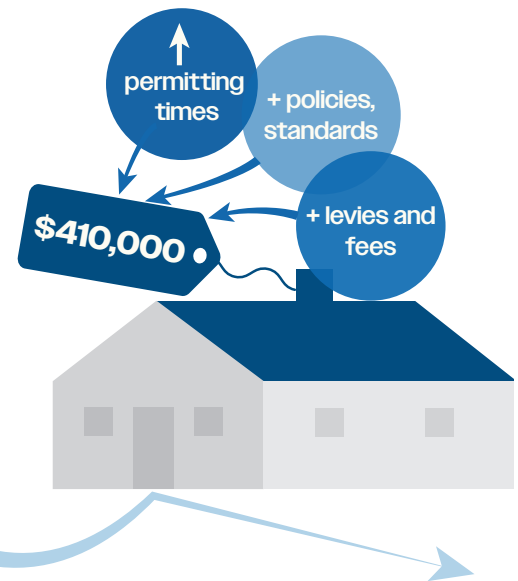 permitting
times
+ policies,
standards
+ levies and
fees
$410,000